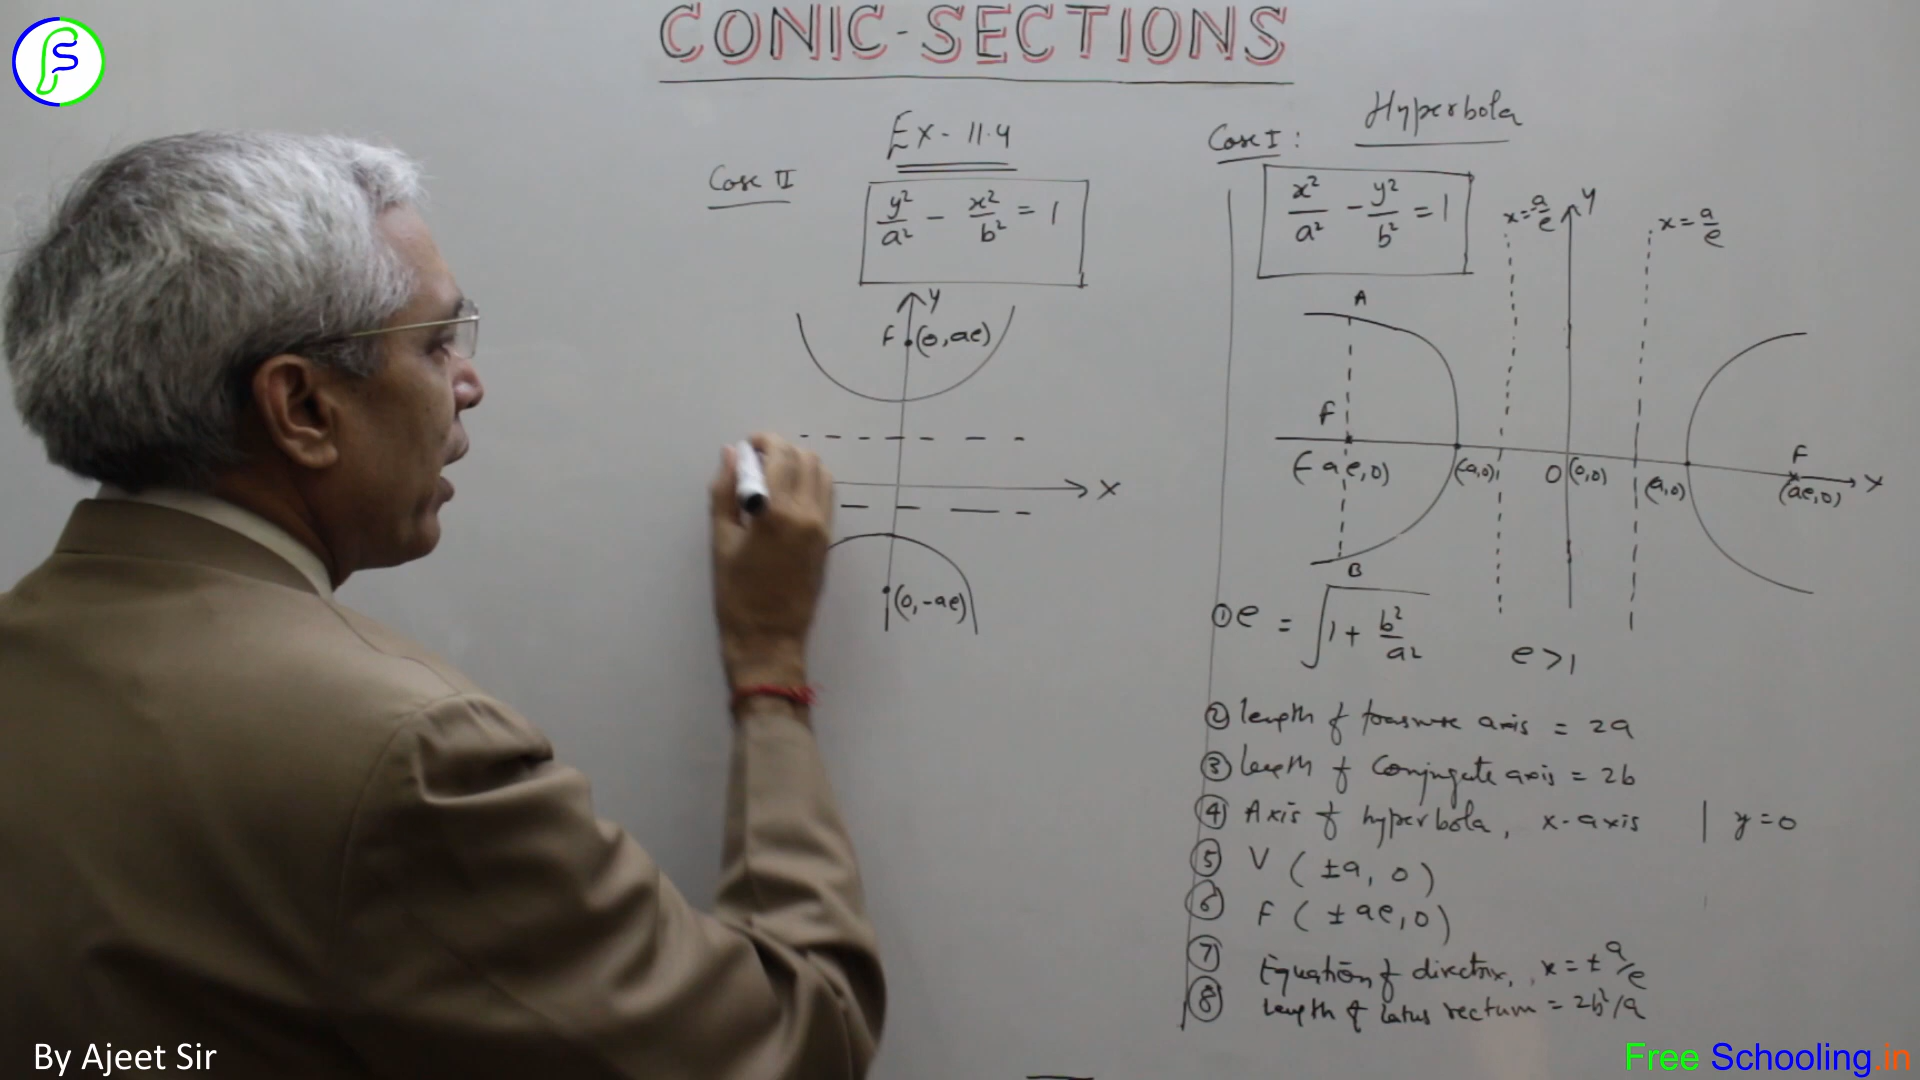 CONIC-SECTIONS
Ex-11.4
Case II
y²/a² - x²/b² = 1
y
F (0, ae)
X
(0, -ae)
Hyperbola
Case I :
x²/a² - y²/b² = 1
x=-a/e
y
x=a/e
A
F
F
(-ae, 0)
(-a,0)
O (0,0)
(a,0)
(ae,0)
X
B
① e = √1 + b²/a²
e > 1
② length of transverse axis = 2a
③ length of Conjugate axis = 2b
④ Axis of hyperbola, x-axis | y=0
⑤ V (±a, 0)
⑥ F (±ae, 0)
⑦ Equation of directrix, x = ± a/e
⑧ length of latus rectum = 2b²/a
By Ajeet Sir
Free Schooling.in